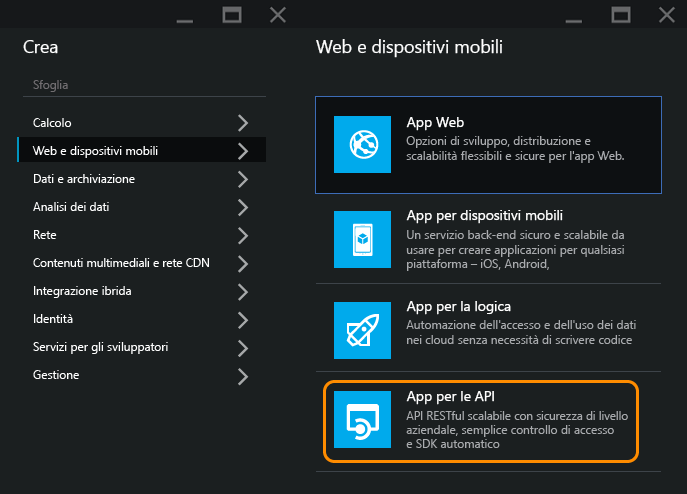 Crea
Sfoglia
Calcolo
Web e dispositivi mobili
Dati e archiviazione
Analisi dei dati
Rete
Contenuti multimediali e rete CDN
Integrazione ibrida
Identità
Servizi per gli sviluppatori
Gestione
Web e dispositivi mobili
App Web
Opzioni di sviluppo, distribuzione e
scalabilità flessibili e sicure per l'app Web.
App per dispositivi mobili
Un servizio back-end sicuro e scalabile da
usare per creare applicazioni per qualsiasi
piattaforma – iOS, Android,
App per la logica
Automazione dell'accesso e dell'uso dei dati
nei cloud senza necessità di scrivere codice
App per le API
API RESTful scalabile con sicurezza di livello
aziendale, semplice controllo di accesso
e SDK automatico